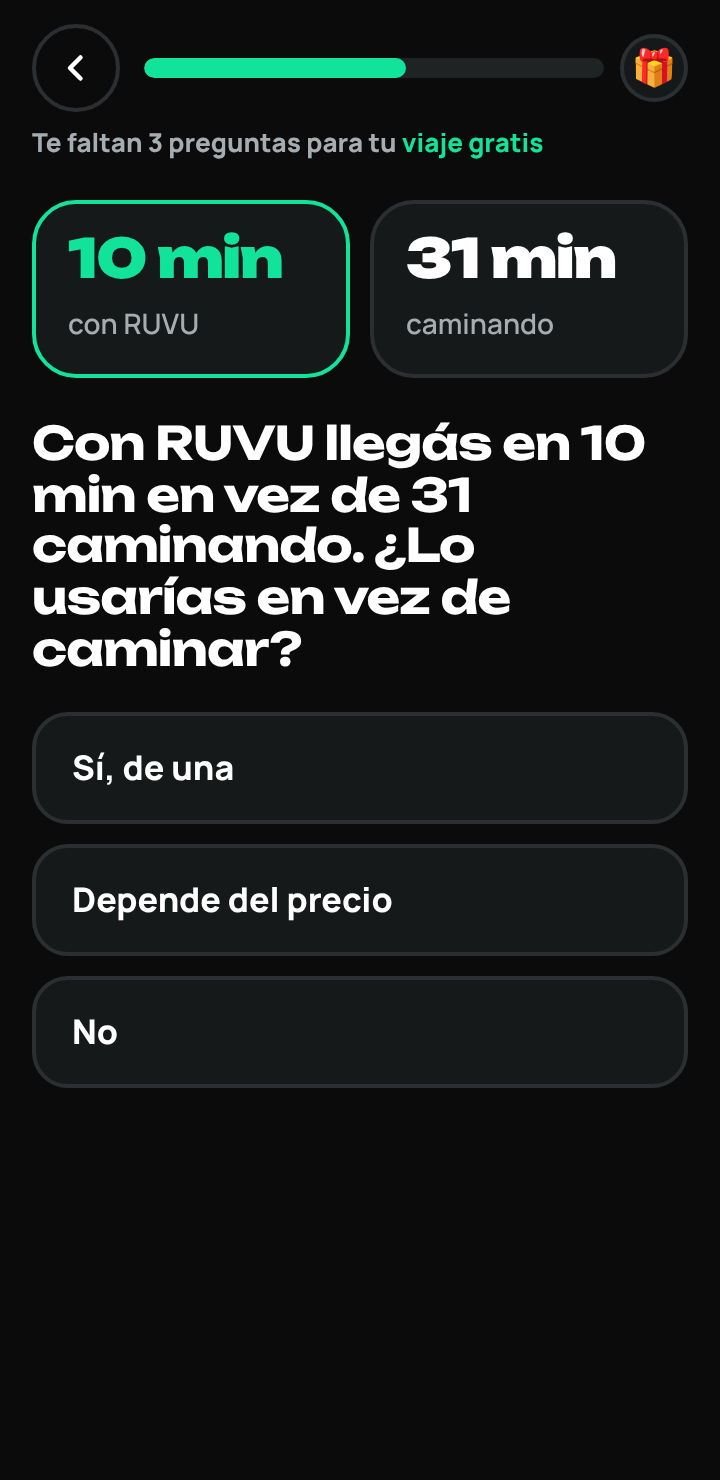 Te faltan 3 preguntas para tu viaje gratis
10 min
con RUVU
31 min
caminando
Con RUVU llegás en 10
min en vez de 31
caminando. ¿Lo
usarías en vez de
caminar?
Sí, de una
Depende del precio
No